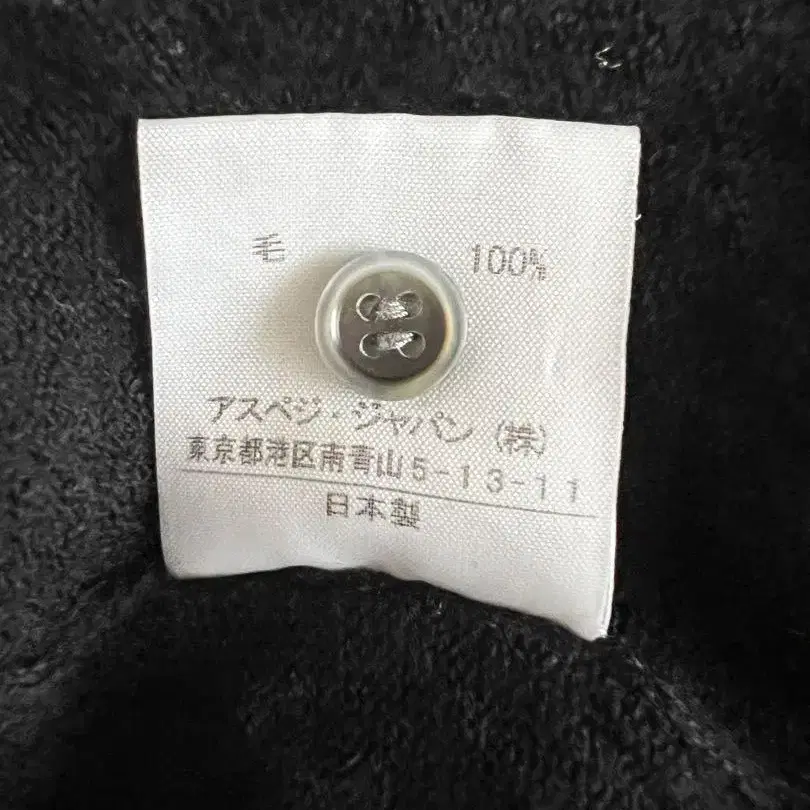 毛 100%
アスペジ・ジャパン (株)
東京都港区南青山5-13-11
日本製